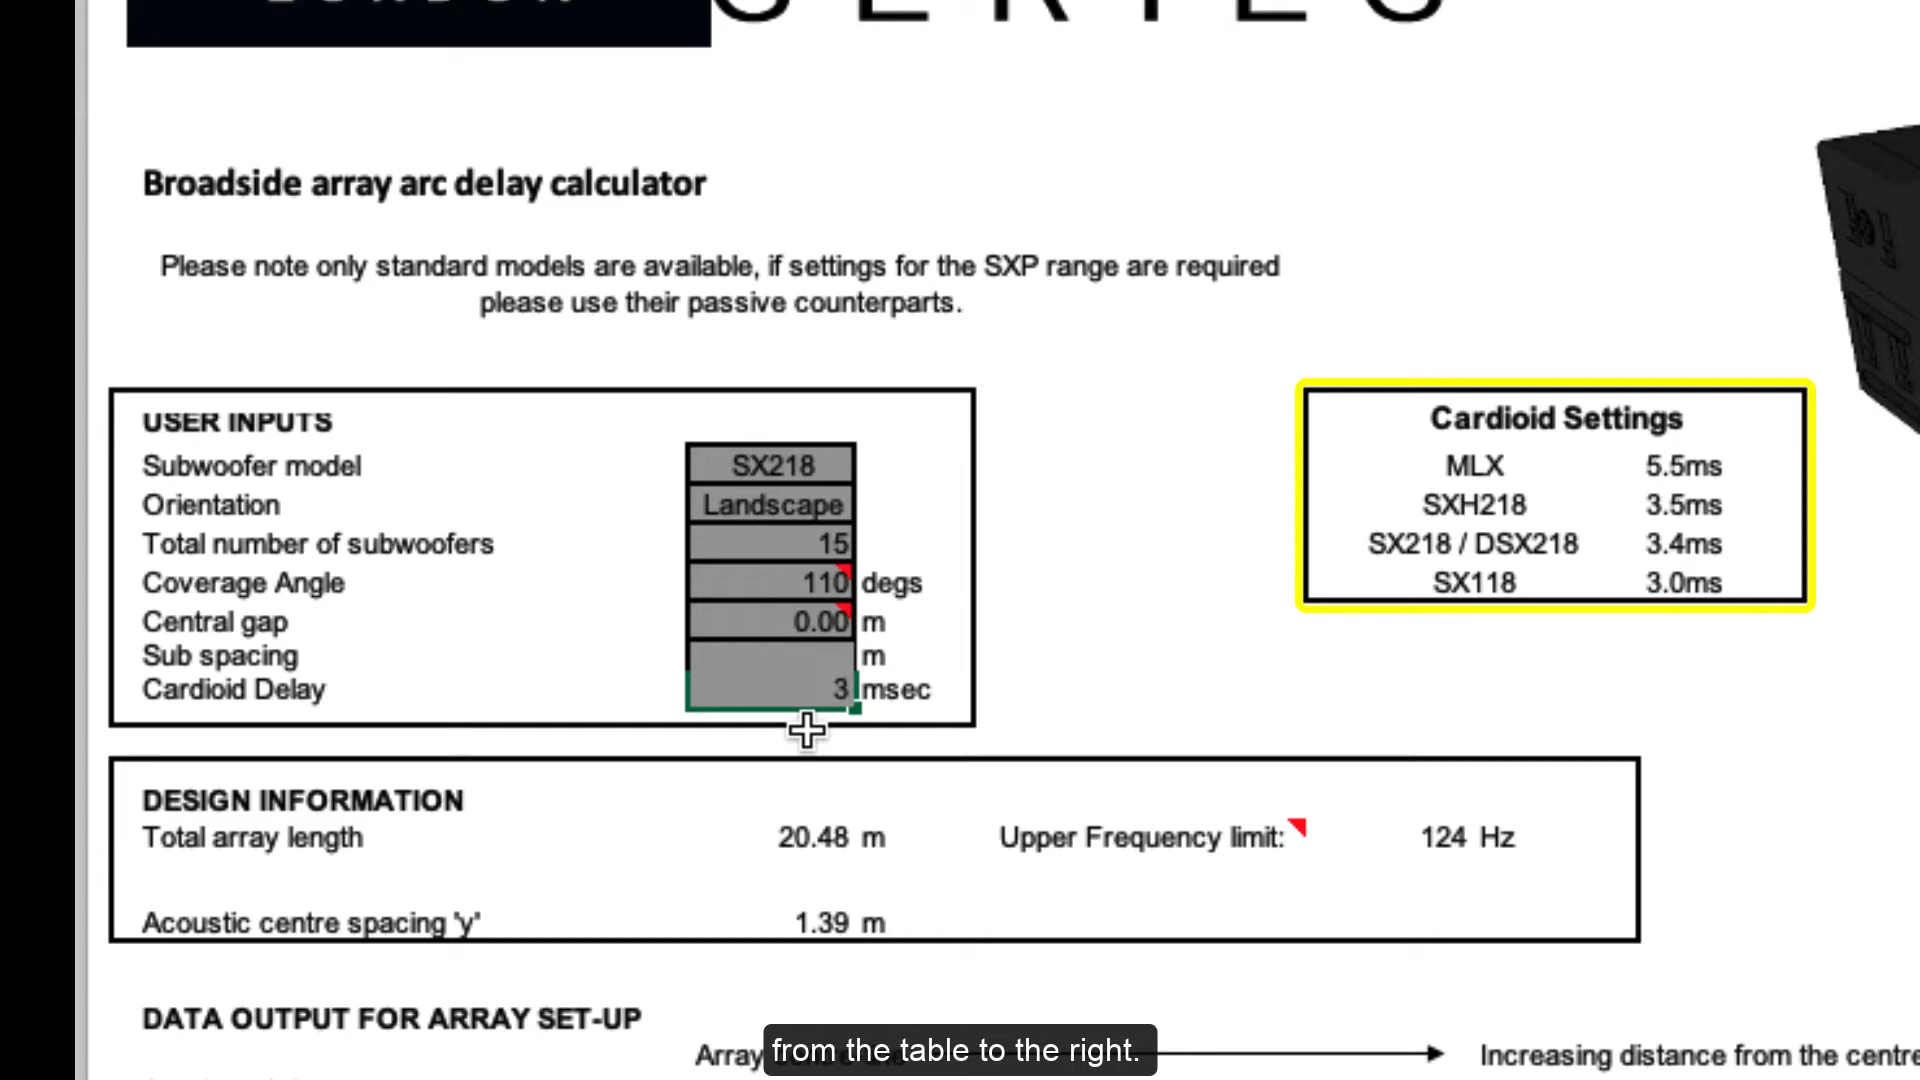 LONDON SERIES
Broadside array arc delay calculator
Please note only standard models are available, if settings for the SXP range are required
please use their passive counterparts.
USER INPUTS
Subwoofer model SX218
Orientation Landscape
Total number of subwoofers 15
Coverage Angle 110 degs
Central gap 0.00 m
Sub spacing m
Cardioid Delay 3 msec
Cardioid Settings
MLX 5.5ms
SXH218 3.5ms
SX218 / DSX218 3.4ms
SX118 3.0ms
DESIGN INFORMATION
Total array length 20.48 m Upper Frequency limit: 124 Hz
Acoustic centre spacing 'y' 1.39 m
DATA OUTPUT FOR ARRAY SET-UP
Array Increasing distance from the centre
from the table to the right.